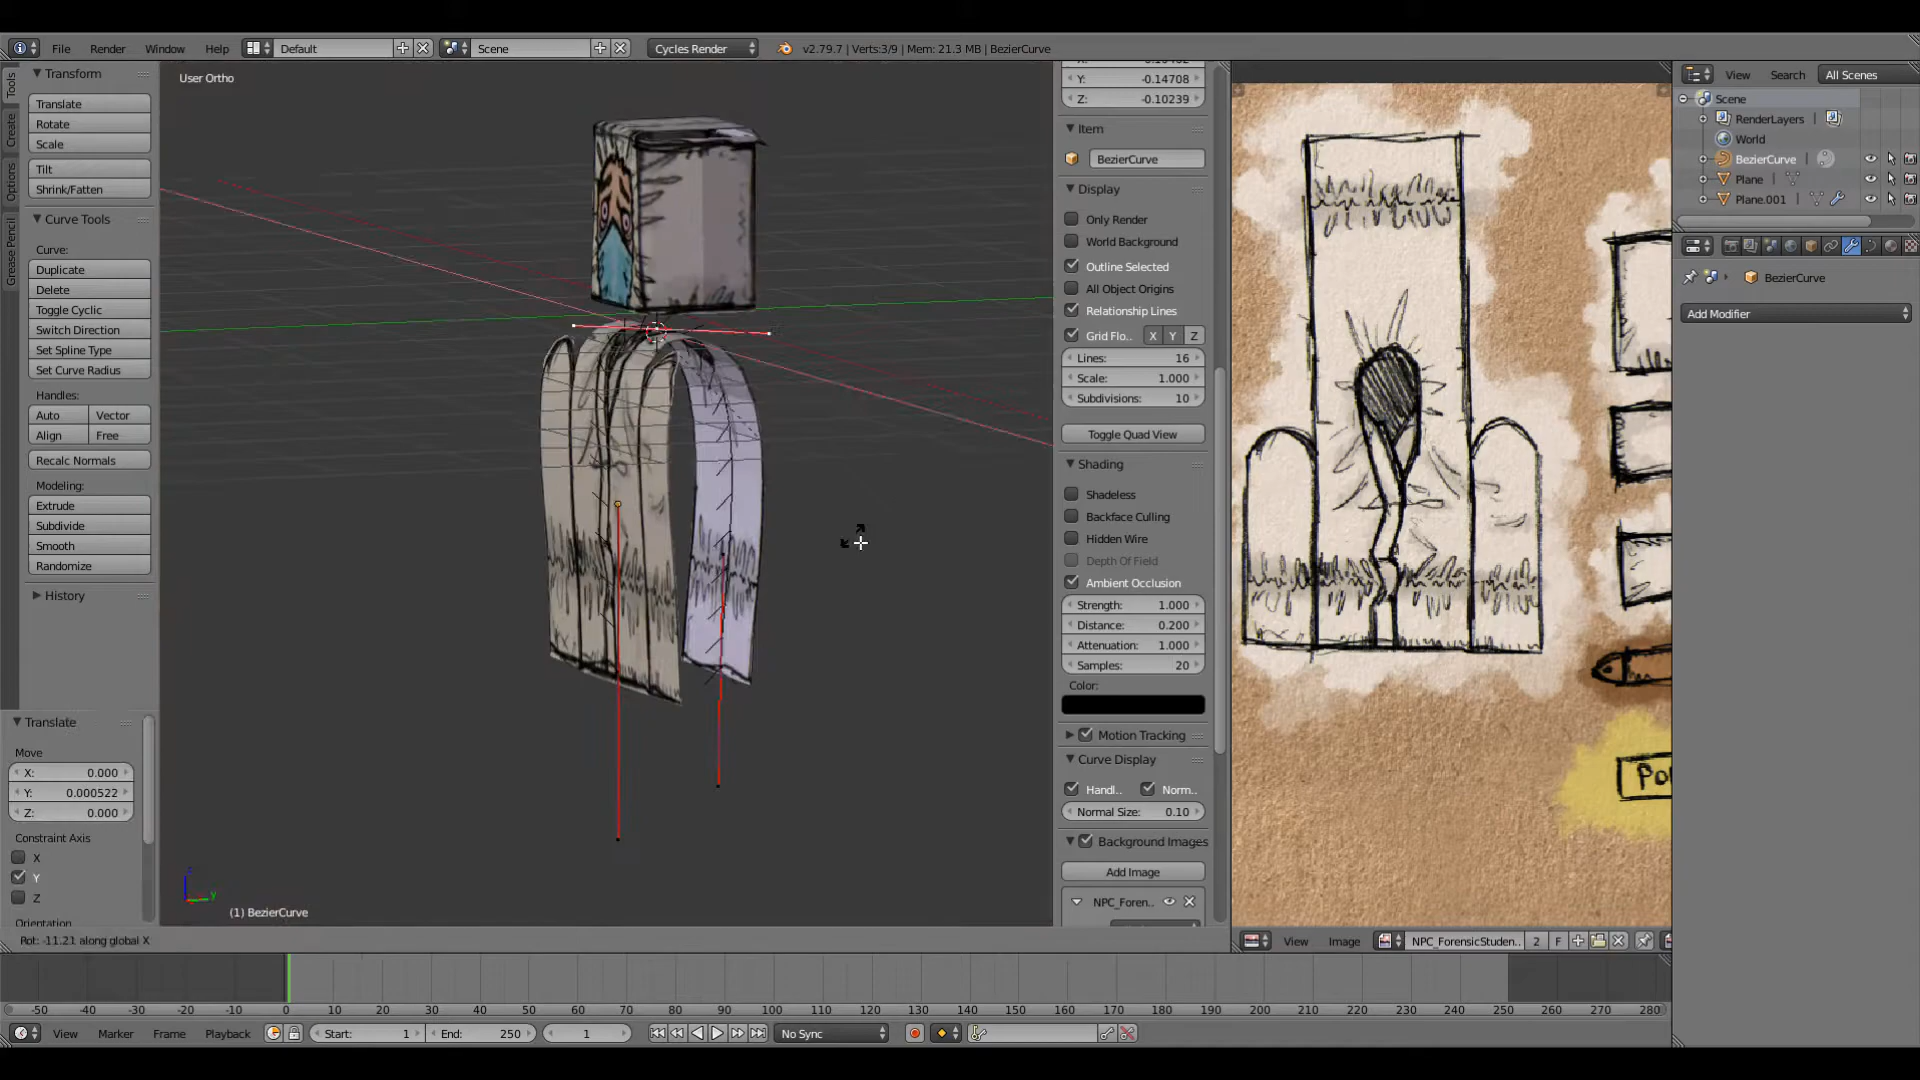 File Render Window Help Default Scene Cycles Render v2.79.7 | Verts:3/9 | Mem: 21.3 MB | BezierCurve
Tools
Create
Options
Grease Pencil
Transform
Translate
Rotate
Scale
Tilt
Shrink/Fatten
Curve Tools
Curve:
Duplicate
Delete
Toggle Cyclic
Switch Direction
Set Spline Type
Set Curve Radius
Handles:
Auto Vector
Align Free
Recalc Normals
Modeling:
Extrude
Subdivide
Smooth
Randomize
History
Translate
Move
X: 0.000
Y: 0.000522
Z: 0.000
Constraint Axis
X
Y
Z
Orientation
User Ortho
z
y
(1) BezierCurve
Rot: -11.21 along global X
Y: -0.14708
Z: -0.10239
Item
BezierCurve
Display
Only Render
World Background
Outline Selected
All Object Origins
Relationship Lines
Grid Flo.. X Y Z
Lines: 16
Scale: 1.000
Subdivisions: 10
Toggle Quad View
Shading
Shadeless
Backface Culling
Hidden Wire
Depth Of Field
Ambient Occlusion
Strength: 1.000
Distance: 0.200
Attenuation: 1.000
Samples: 20
Color:
Motion Tracking
Curve Display
Handl.. Norm..
Normal Size: 0.10
Background Images
Add Image
NPC_Foren..
Po
View Image NPC_ForensicStuden.. 2 F
View Search All Scenes
Scene
RenderLayers
World
BezierCurve
Plane
Plane.001
BezierCurve
Add Modifier
-50 -40 -30 -20 -10 0 10 20 30 40 50 60 70 80 90 100 110 120 130 140 150 160 170 180 190 200 210 220 230 240 250 260 270 280
View Marker Frame Playback Start: 1 End: 250 1 No Sync